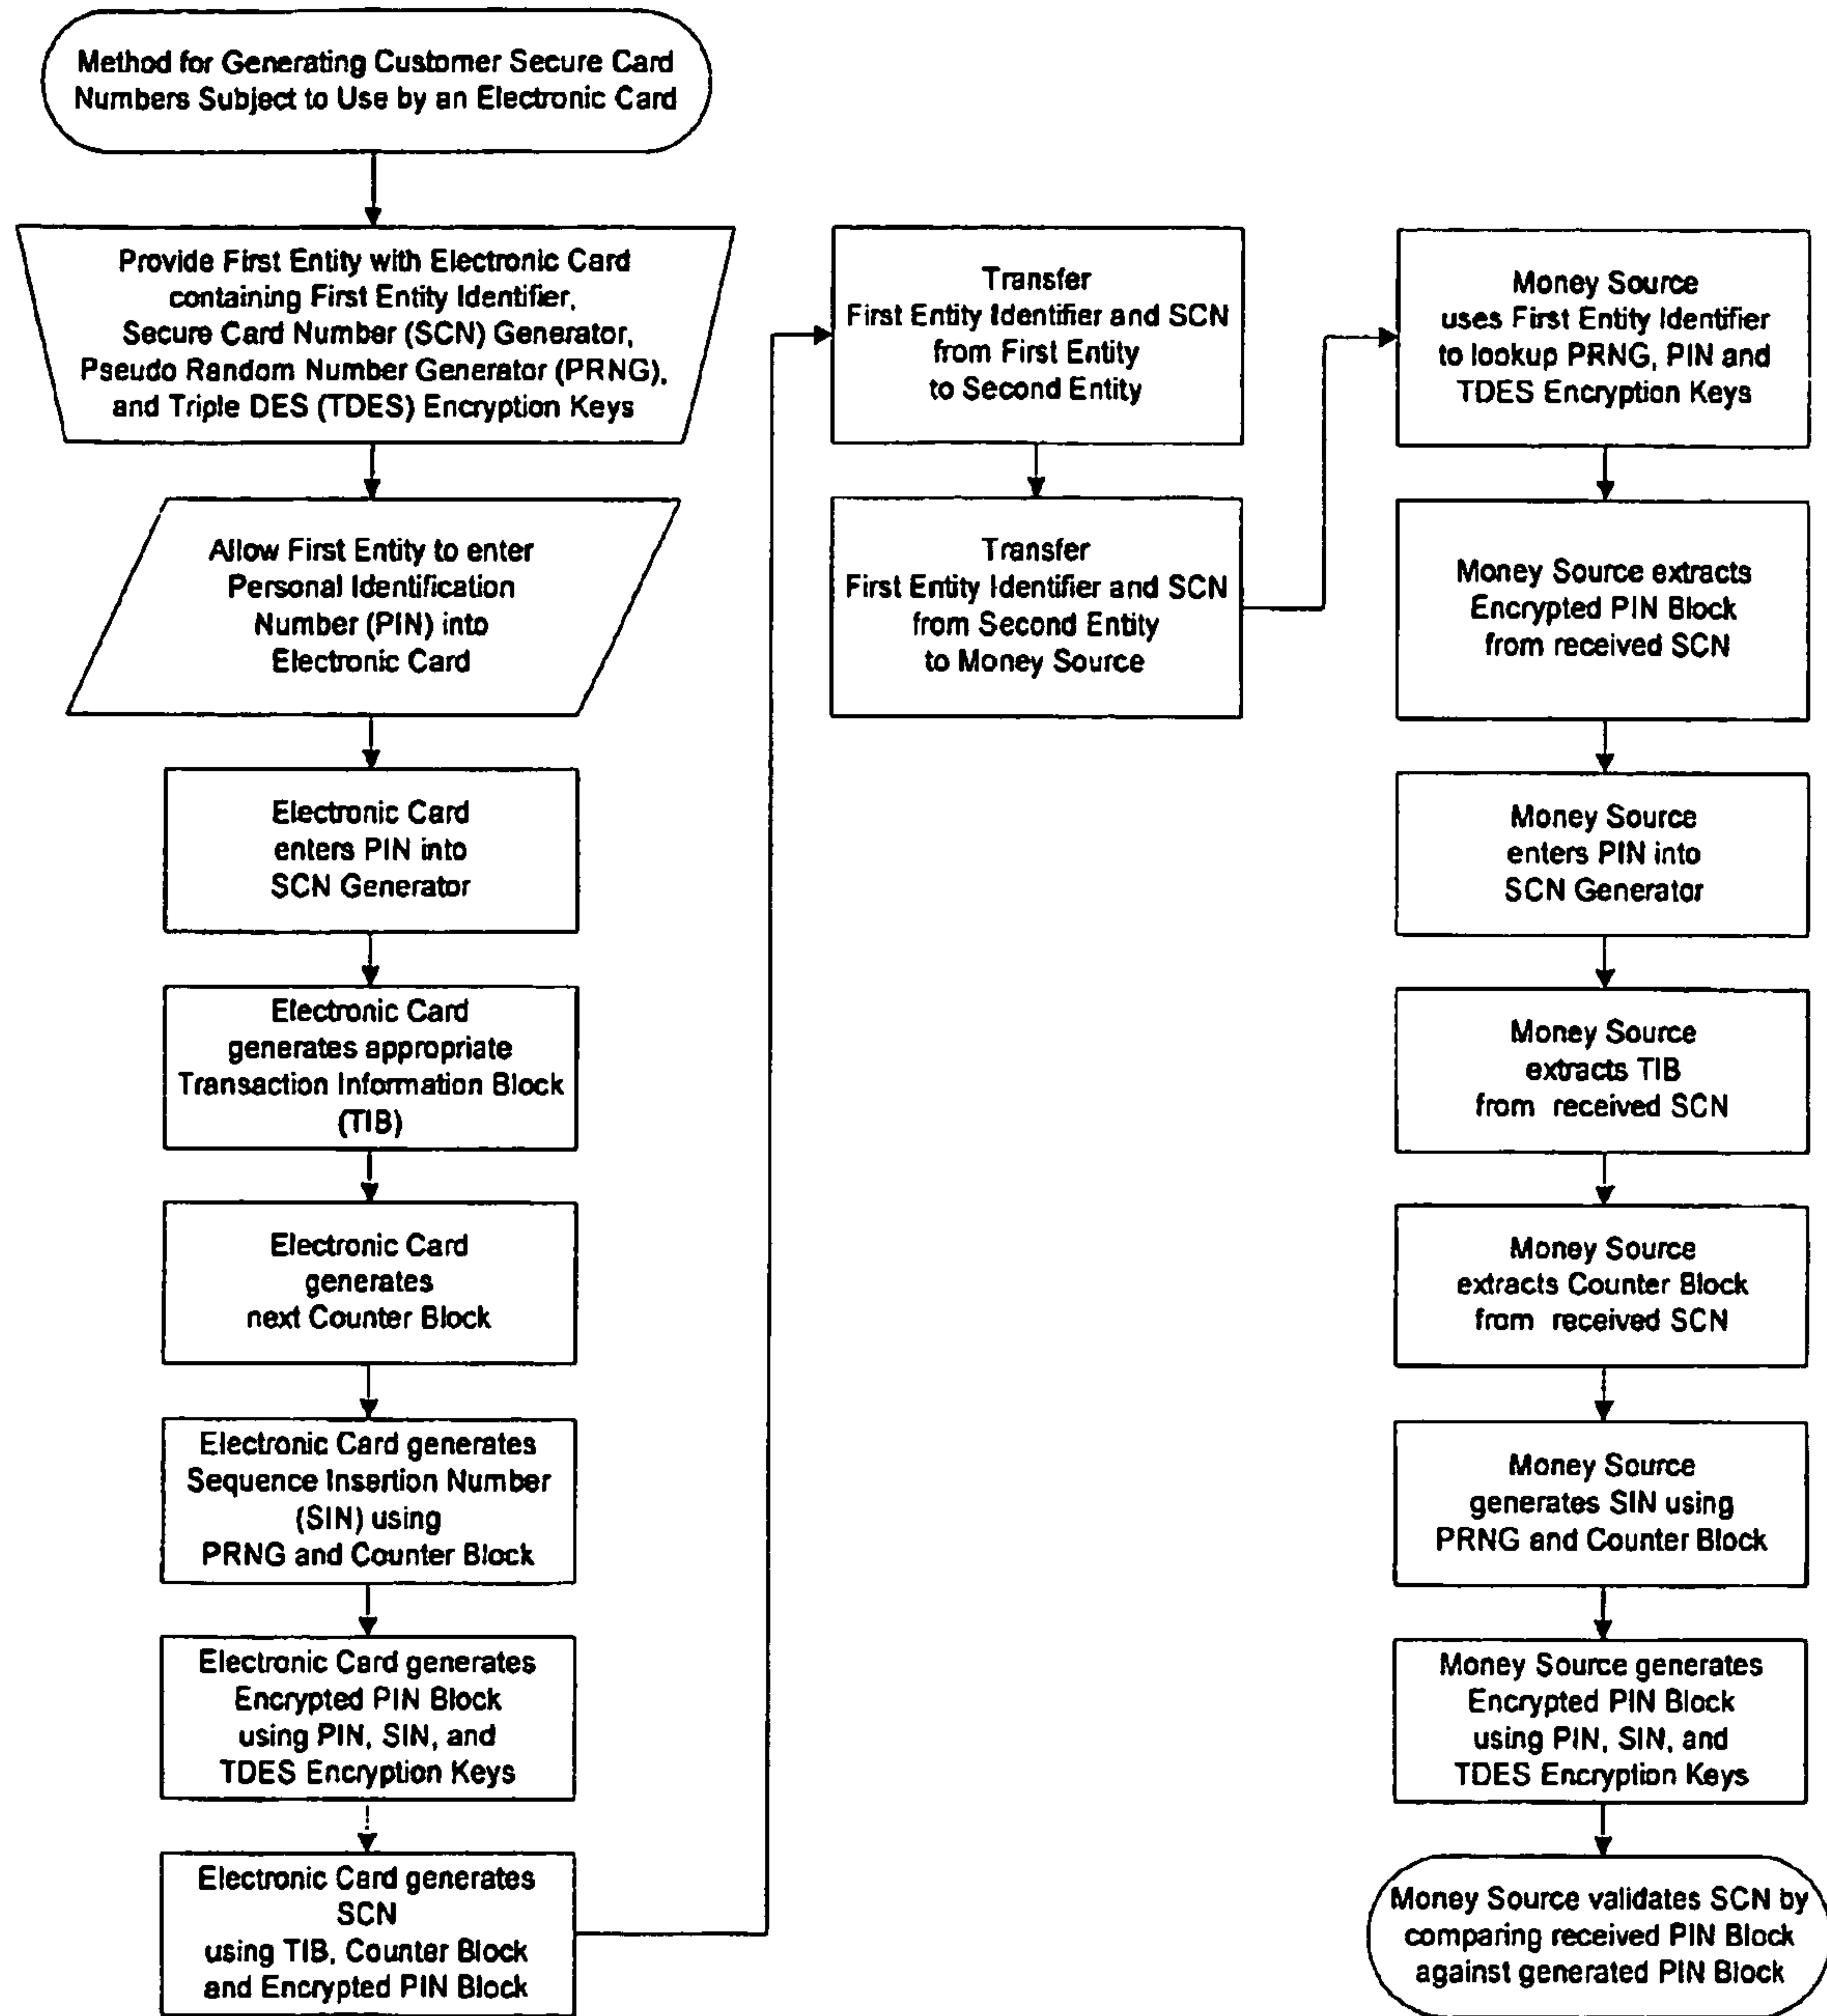 Method for Generating Customer Secure Card
Numbers Subject to Use by an Electronic Card
Provide First Entity with Electronic Card
containing First Entity Identifier,
Secure Card Number (SCN) Generator,
Pseudo Random Number Generator (PRNG),
and Triple DES (TDES) Encryption Keys
Allow First Entity to enter
Personal Identification
Number (PIN) into
Electronic Card
Electronic Card
enters PIN into
SCN Generator
Electronic Card
generates appropriate
Transaction Information Block
(TIB)
Electronic Card
generates
next Counter Block
Electronic Card generates
Sequence Insertion Number
(SIN) using
PRNG and Counter Block
Electronic Card generates
Encrypted PIN Block
using PIN, SIN, and
TDES Encryption Keys
Electronic Card generates
SCN
using TIB, Counter Block
and Encrypted PIN Block
Transfer
First Entity Identifier and SCN
from First Entity
to Second Entity
Transfer
First Entity Identifier and SCN
from Second Entity
to Money Source
Money Source
uses First Entity Identifier
to lookup PRNG, PIN and
TDES Encryption Keys
Money Source extracts
Encrypted PIN Block
from received SCN
Money Source
enters PIN into
SCN Generator
Money Source
extracts TIB
from received SCN
Money Source
extracts Counter Block
from received SCN
Money Source
generates SIN using
PRNG and Counter Block
Money Source generates
Encrypted PIN Block
using PIN, SIN, and
TDES Encryption Keys
Money Source validates SCN by
comparing received PIN Block
against generated PIN Block